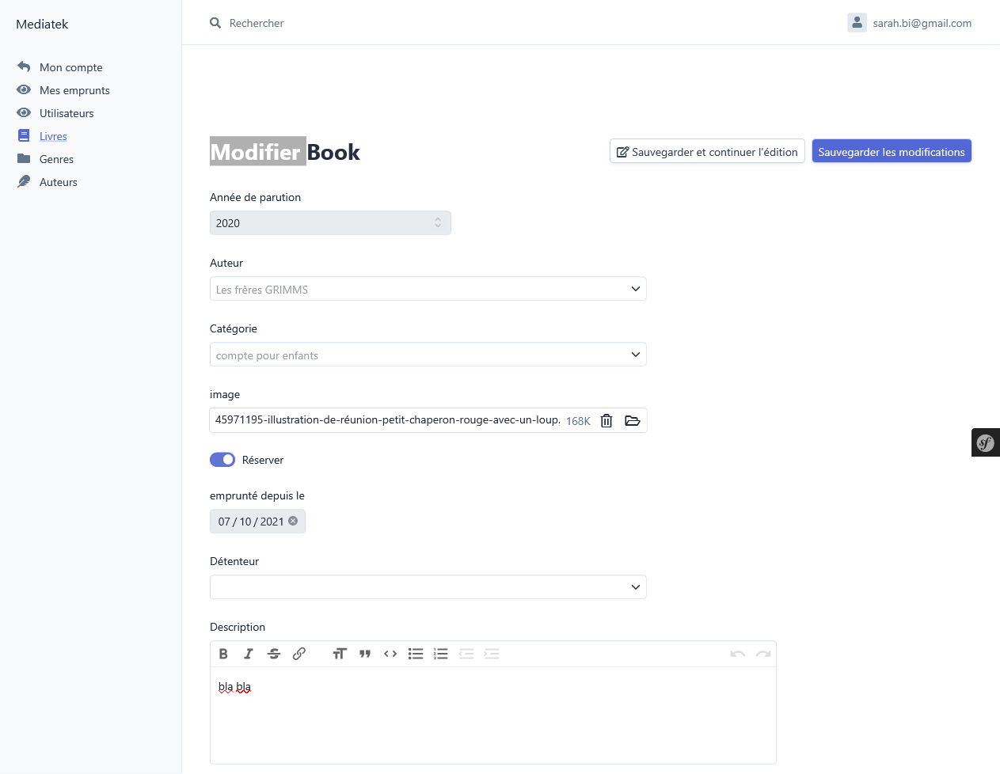 Mediatek
Rechercher
sarah.bi@gmail.com
Mon compte
Mes emprunts
Utilisateurs
Livres
Genres
Auteurs
Modifier Book
Sauvegarder et continuer l'édition
Sauvegarder les modifications
Année de parution
2020
Auteur
Les frères GRIMMS
Catégorie
compte pour enfants
image
45971195-illustration-de-réunion-petit-chaperon-rouge-avec-un-loup. 168K
Réserver
emprunté depuis le
07 / 10 / 2021
Détenteur
Description
bla bla
sf